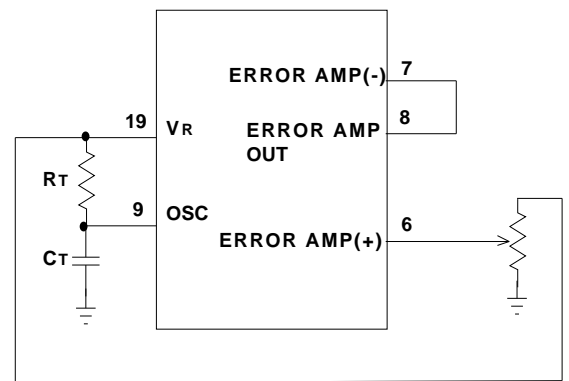 ERROR AMP(-)
7
19
VR
ERROR AMP
OUT
8
RT
9
OSC
ERROR AMP(+)
6
CT